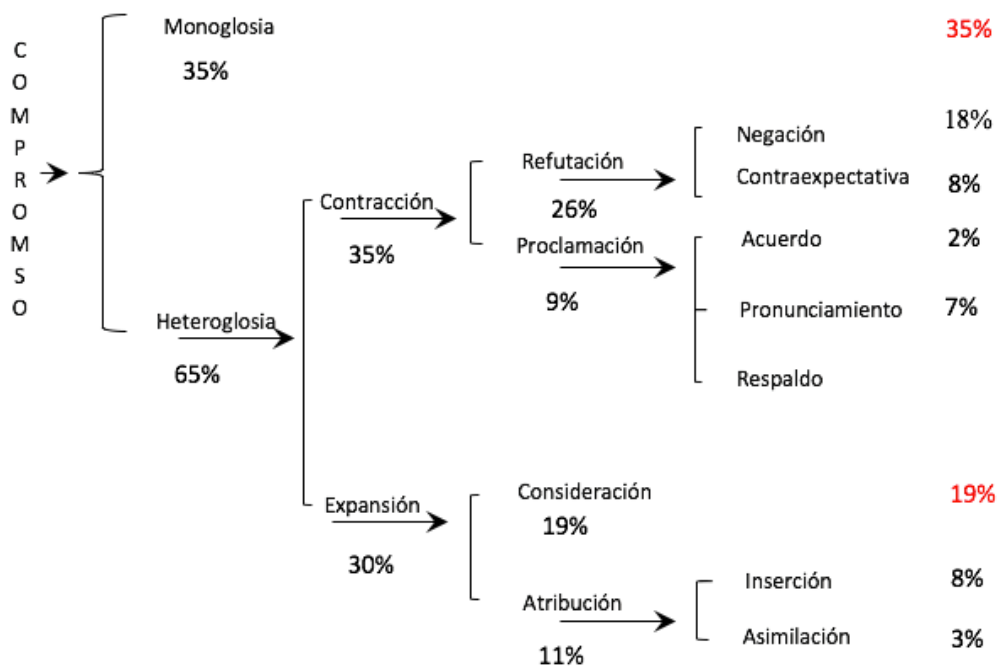 COMPROMSO
Monoglosia 35%
35%
Negación 18%
Refutación
Contraexpectativa 8%
26%
Contracción
35%
Proclamación
9%
Acuerdo 2%
Pronunciamiento 7%
Respaldo
Heteroglosia
65%
Expansión
30%
Consideración 19%
19%
Atribución
11%
Inserción 8%
Asimilación 3%